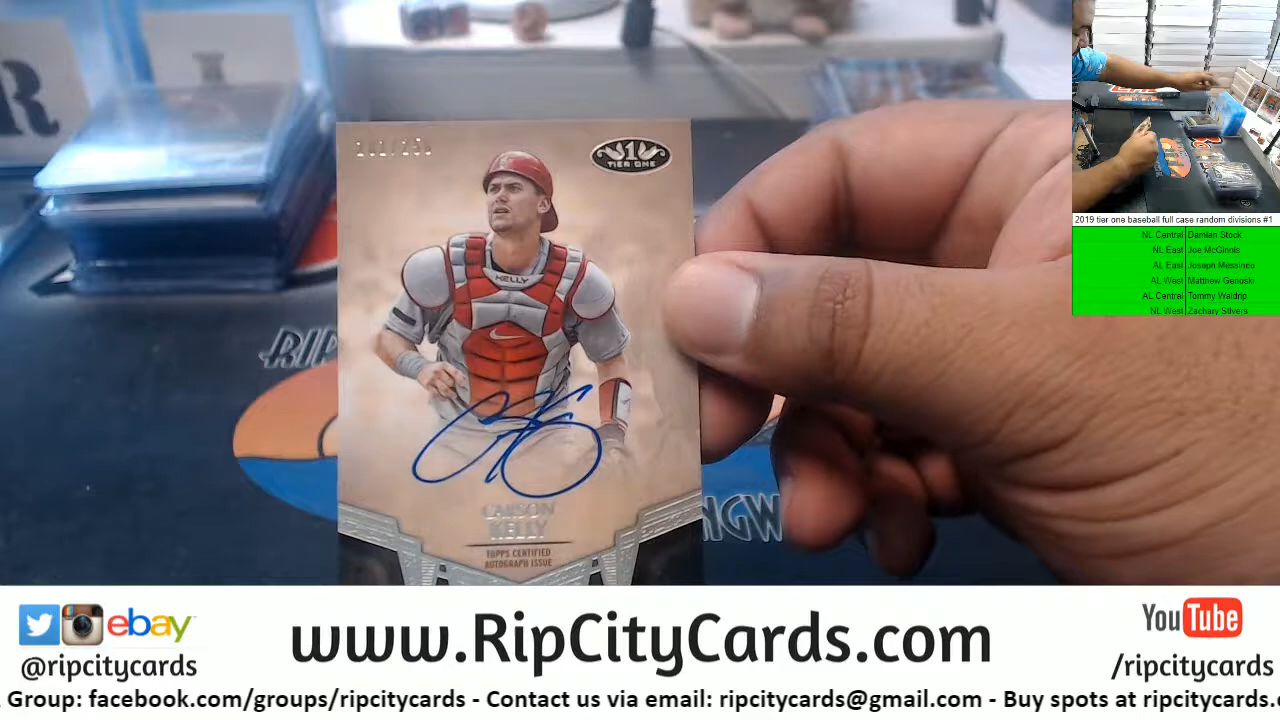 TIER ONE
KELLY
CARSON
KELLY
TOPPS CERTIFIED
AUTOGRAPH ISSUE
RIP
NGW
R
2019 tier one baseball full case random divisions #1
NL Central Damian Stock
NL East Joe McGinnis
AL East Joseph Messineo
AL West Matthew Genoski
AL Central Tommy Waldrip
NL West Zachary Stivers
ebay
@ripcitycards
www.RipCityCards.com
YouTube
/ripcitycards
Group: facebook.com/groups/ripcitycards - Contact us via email: ripcitycards@gmail.com - Buy spots at ripcitycards.